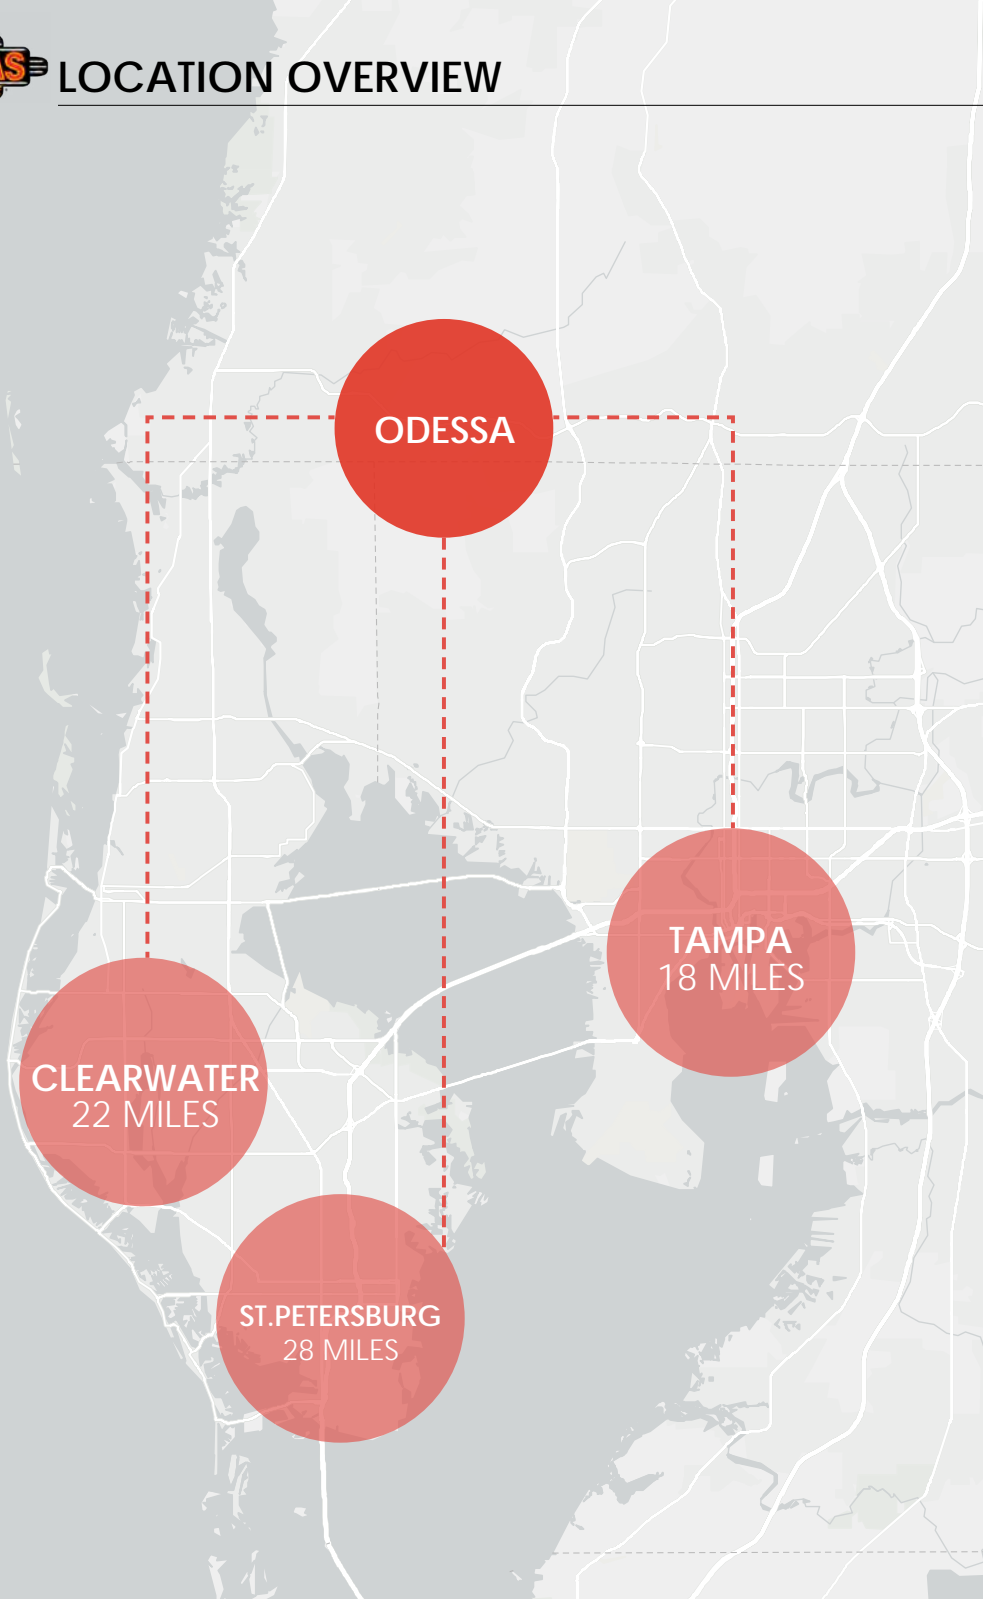 LOCATION OVERVIEW
ODESSA
TAMPA
18 MILES
CLEARWATER
22 MILES
ST.PETERSBURG
28 MILES